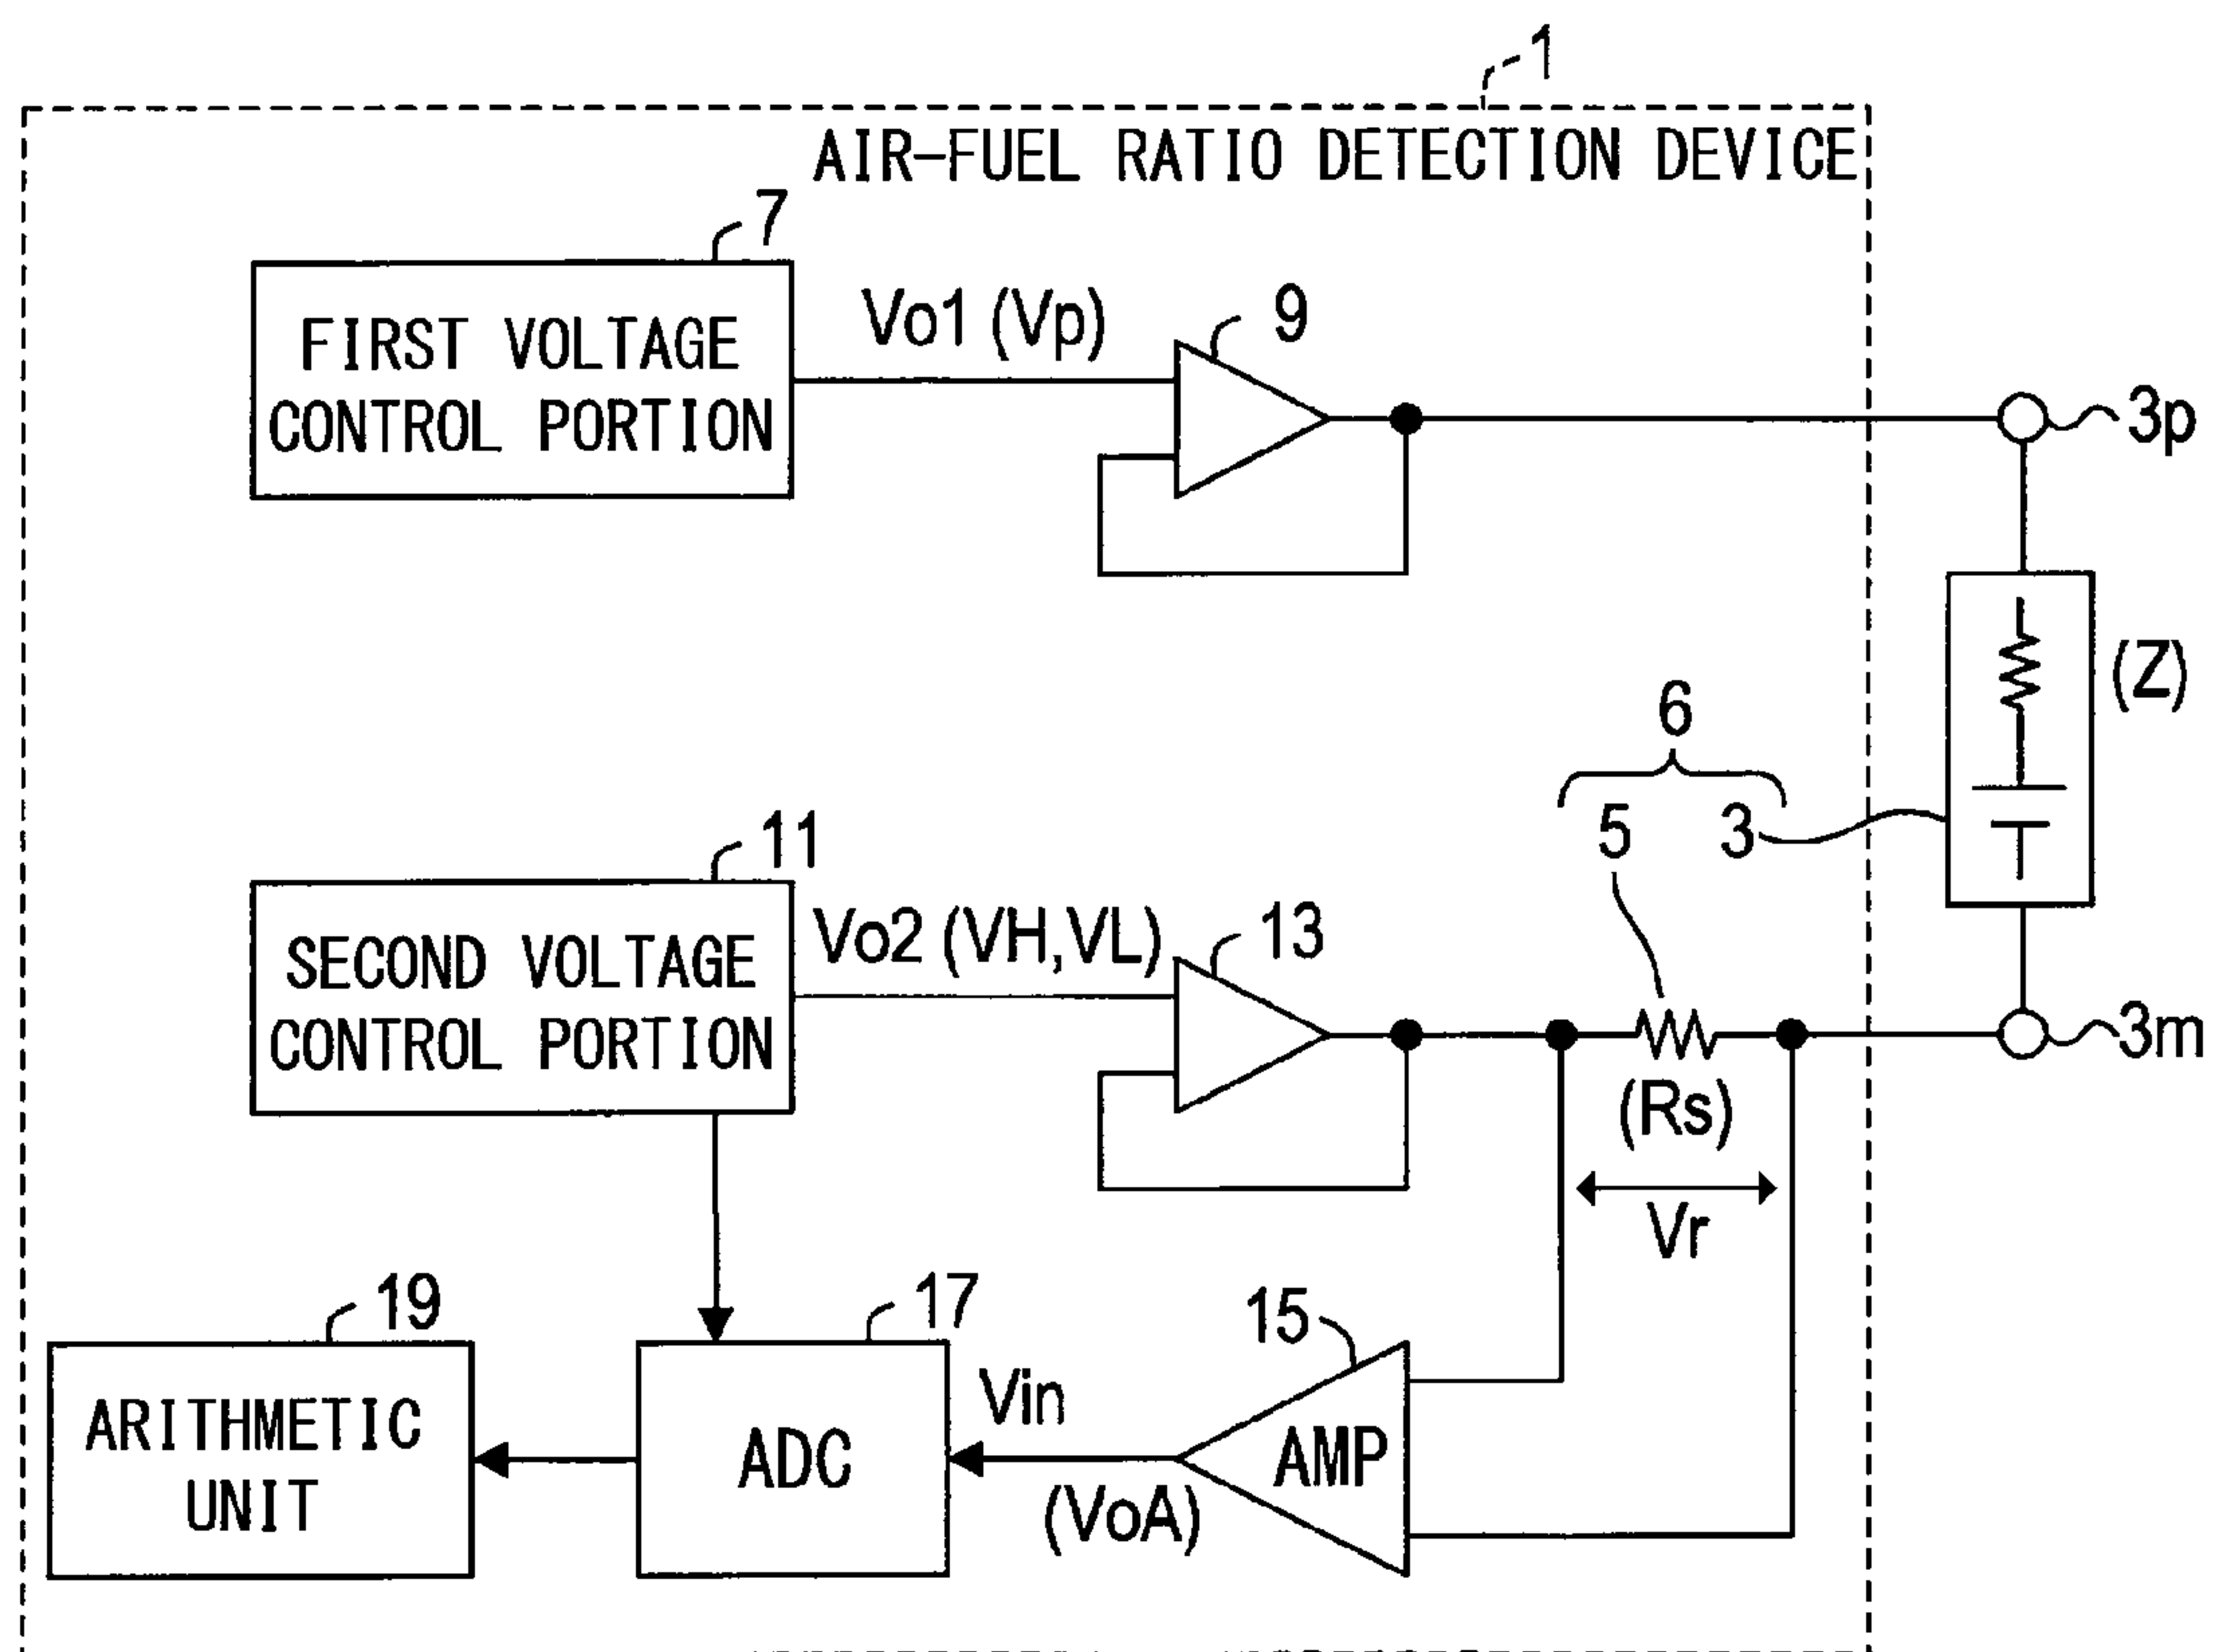 1
AIR-FUEL RATIO DETECTION DEVICE
7
FIRST VOLTAGE
CONTROL PORTION
Vo1 (Vp)
9
3p
(Z)
6
5 3
11
SECOND VOLTAGE
CONTROL PORTION
Vo2 (VH,VL)
13
3m
(Rs)
Vr
19
ARITHMETIC
UNIT
17
ADC
Vin
(VoA)
15
AMP